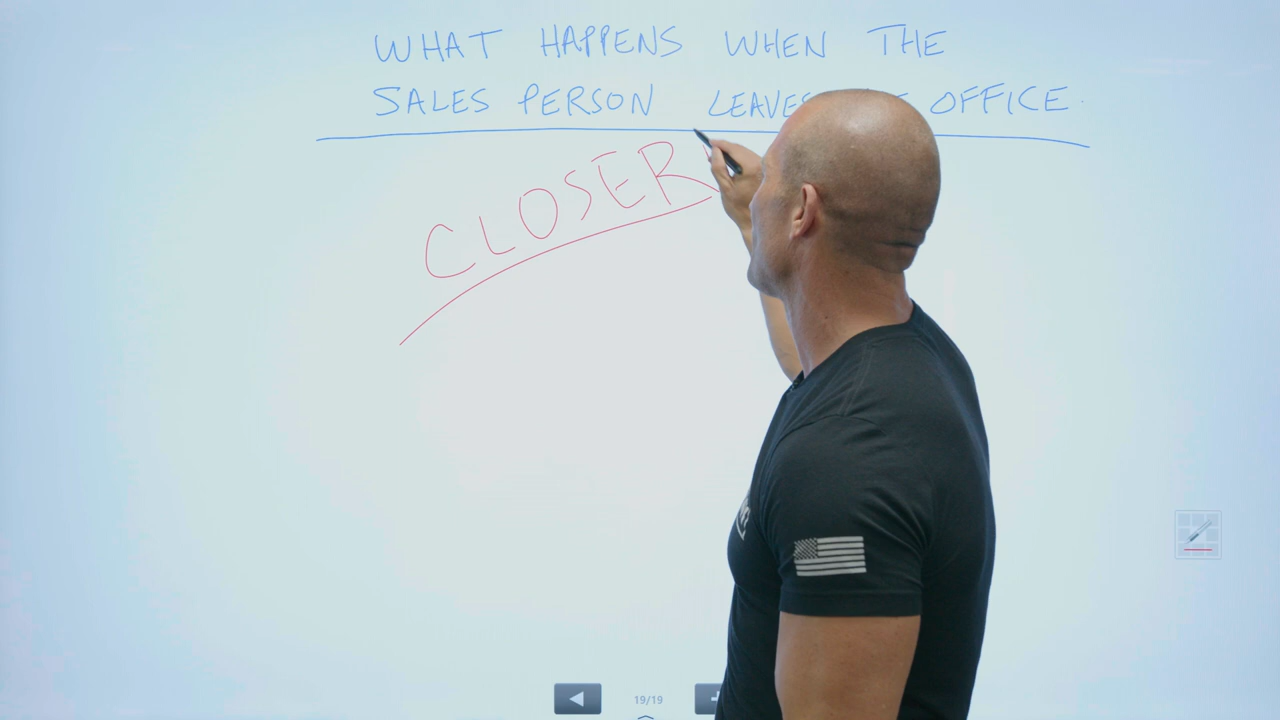 WHAT HAPPENS WHEN THE
SALES PERSON LEAVES OFFICE
CLOSER
19/19